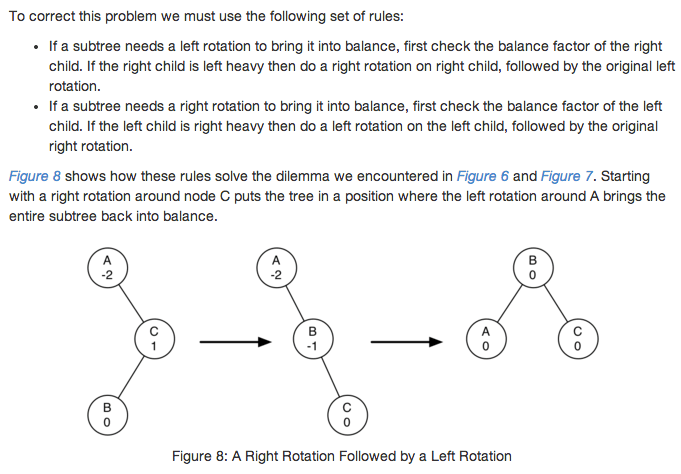 To correct this problem we must use the following set of rules:
• If a subtree needs a left rotation to bring it into balance, first check the balance factor of the right
child. If the right child is left heavy then do a right rotation on right child, followed by the original left
rotation.
• If a subtree needs a right rotation to bring it into balance, first check the balance factor of the left
child. If the left child is right heavy then do a left rotation on the left child, followed by the original
right rotation.
Figure 8 shows how these rules solve the dilemma we encountered in Figure 6 and Figure 7. Starting
with a right rotation around node C puts the tree in a position where the left rotation around A brings the
entire subtree back into balance.
A
-2
C
1
B
0
A
-2
B
-1
C
0
B
0
A
0
C
0
Figure 8: A Right Rotation Followed by a Left Rotation